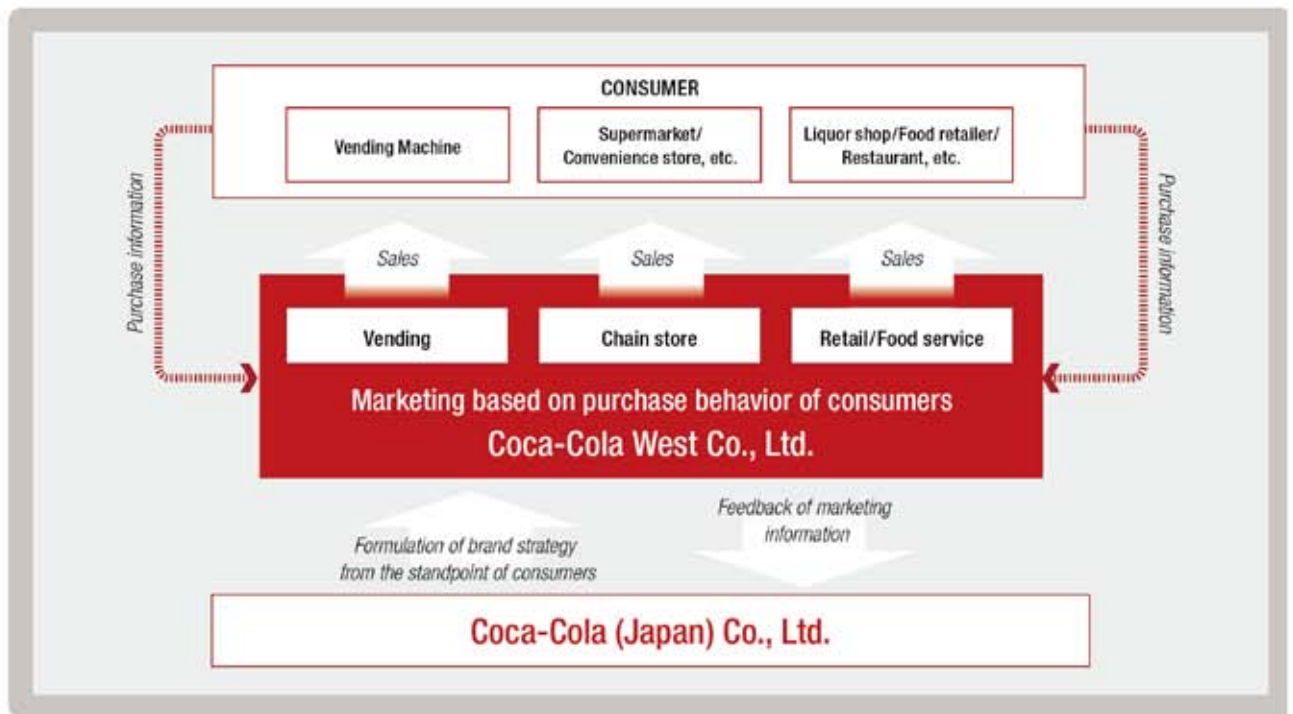 CONSUMER
Vending Machine
Supermarket/
Convenience store, etc.
Liquor shop/Food retailer/
Restaurant, etc.
Purchase information
Purchase information
Sales
Sales
Sales
Vending
Chain store
Retail/Food service
Marketing based on purchase behavior of consumers
Coca-Cola West Co., Ltd.
Formulation of brand strategy
from the standpoint of consumers
Feedback of marketing
information
Coca-Cola (Japan) Co., Ltd.